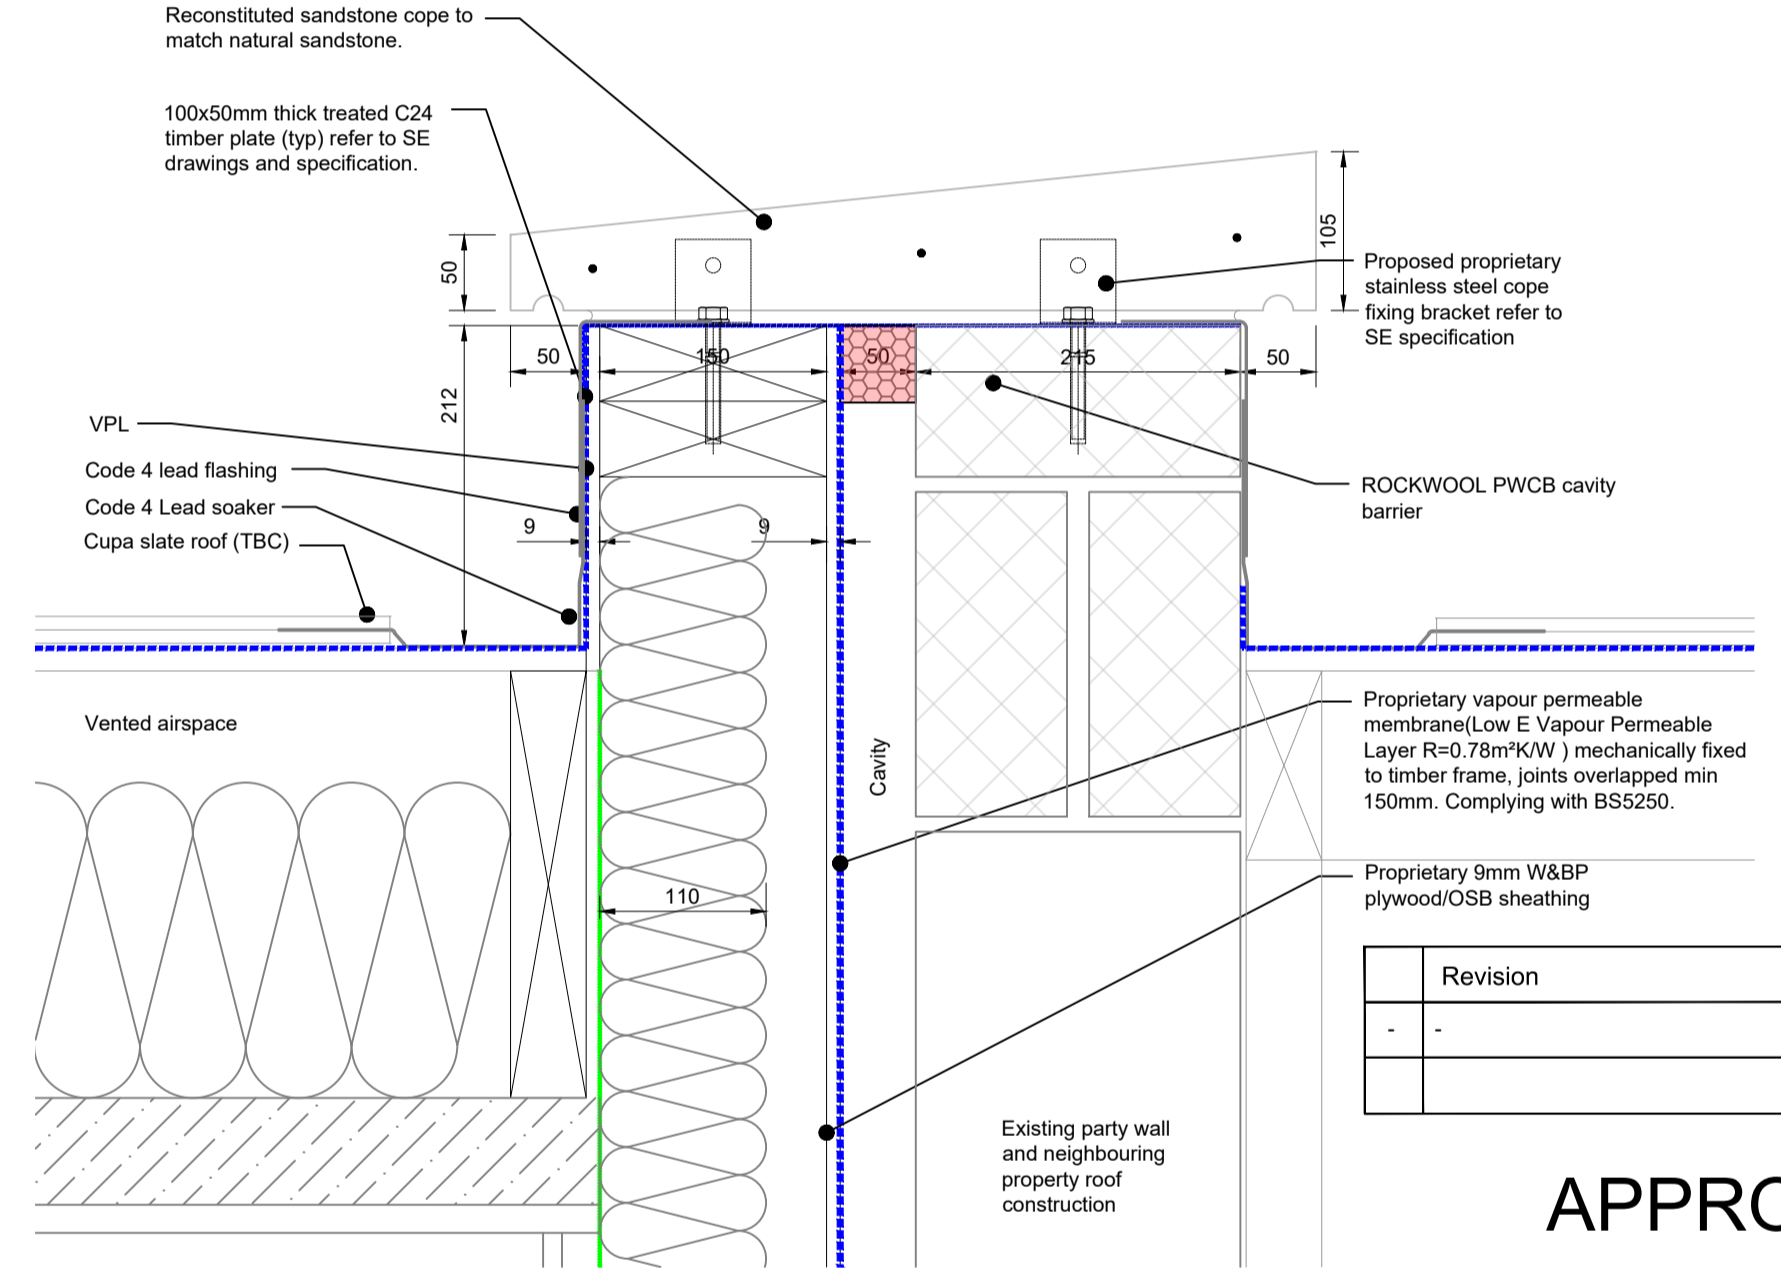 Reconstituted sandstone cope to
match natural sandstone.
100x50mm thick treated C24
timber plate (typ) refer to SE
drawings and specification.
105
50
Proposed proprietary
stainless steel cope
fixing bracket refer to
SE specification
50
150
50
215
50
212
VPL
Code 4 lead flashing
Code 4 Lead soaker
Cupa slate roof (TBC)
9
9
ROCKWOOL PWCB cavity
barrier
Vented airspace
Cavity
Proprietary vapour permeable
membrane(Low E Vapour Permeable
Layer R=0.78m²K/W ) mechanically fixed
to timber frame, joints overlapped min
150mm. Complying with BS5250.
110
Proprietary 9mm W&BP
plywood/OSB sheathing
Revision
- -
Existing party wall
and neighbouring
property roof
construction
APPRO